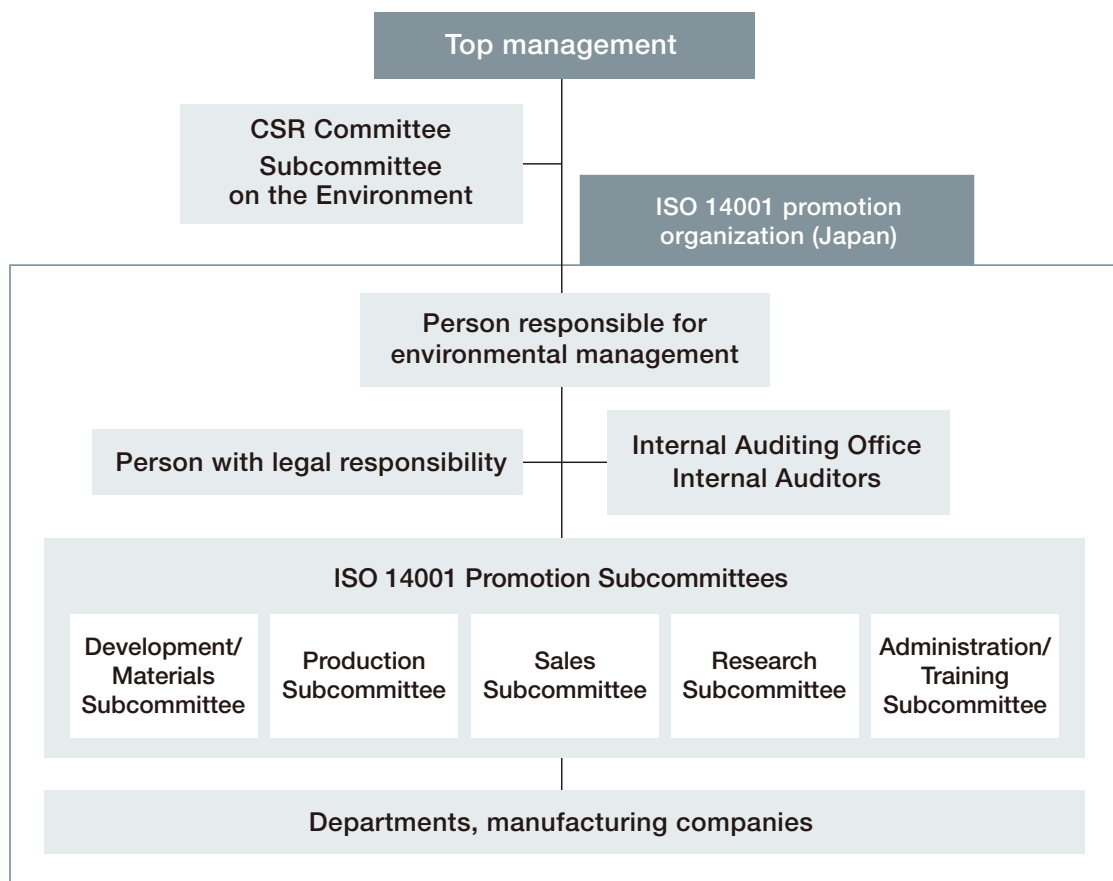 Top management
CSR Committee
Subcommittee
on the Environment
ISO 14001 promotion
organization (Japan)
Person responsible for
environmental management
Person with legal responsibility
Internal Auditing Office
Internal Auditors
ISO 14001 Promotion Subcommittees
Development/
Materials
Subcommittee
Production
Subcommittee
Sales
Subcommittee
Research
Subcommittee
Administration/
Training
Subcommittee
Departments, manufacturing companies